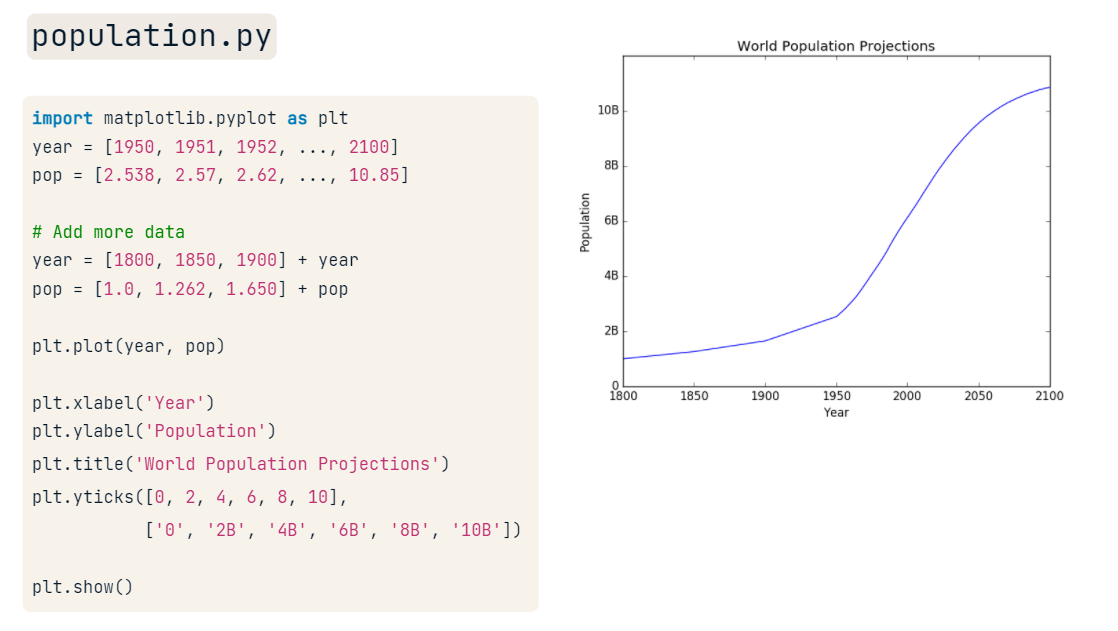 population.py
import matplotlib.pyplot as plt
year = [1950, 1951, 1952, ..., 2100]
pop = [2.538, 2.57, 2.62, ..., 10.85]
# Add more data
year = [1800, 1850, 1900] + year
pop = [1.0, 1.262, 1.650] + pop
plt.plot(year, pop)
plt.xlabel('Year')
plt.ylabel('Population')
plt.title('World Population Projections')
plt.yticks([0, 2, 4, 6, 8, 10],
['0', '2B', '4B', '6B', '8B', '10B'])
plt.show()
World Population Projections
Population
10B
8B
6B
4B
2B
0
1800 1850 1900 1950 2000 2050 2100
Year